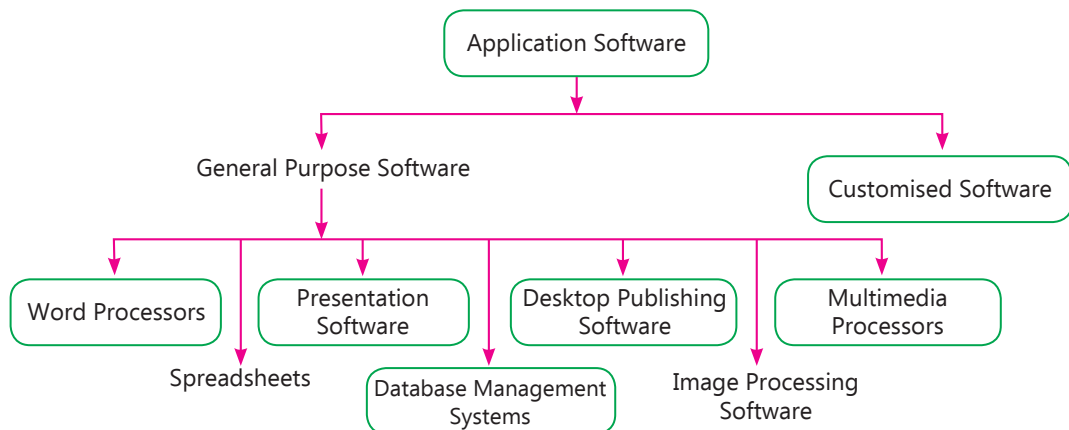 Application Software
General Purpose Software
Customised Software
Word Processors
Presentation
Software
Desktop Publishing
Software
Multimedia
Processors
Spreadsheets
Database Management
Systems
Image Processing
Software